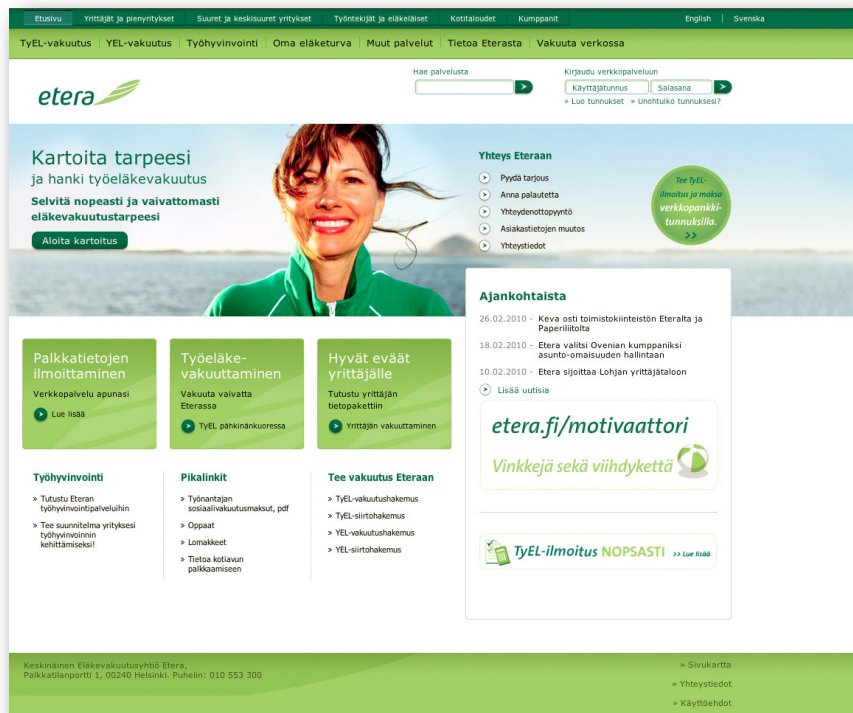 Etusivu Yrittäjät ja pienyritykset Suuret ja keskisuuret yritykset Työntekijät ja eläkeläiset Kotitaloudet Kumppanit English Svenska
TyEL-vakuutus YEL-vakuutus Työhyvinvointi Oma eläketurva Muut palvelut Tietoa Eterasta Vakuuta verkossa
etera
Hae palvelusta
Kirjaudu verkkopalveluun
Käyttäjätunnus Salasana
» Luo tunnukset » Unohtuiko tunnuksesi?
Kartoita tarpeesi
ja hanki työeläkevakuutus
Selvitä nopeasti ja vaivattomasti
eläkevakuutustarpeesi
Aloita kartoitus
Yhteys Eteraan
Pyydä tarjous
Anna palautetta
Yhteydenottopyyntö
Asiakastietojen muutos
Yhteystiedot
Tee TyEL-
ilmoitus ja maksa
verkkopankki-
tunnuksilla.
>>
Ajankohtaista
26.02.2010 - Keva osti toimistokiinteistön Eteralta ja
Paperiliitolta
18.02.2010 - Etera valitsi Ovenian kumppaniksi
asunto-omaisuuden hallintaan
10.02.2010 - Etera sijoittaa Lohjan yrittäjätaloon
Lisää uutisia
etera.fi/motivaattori
Vinkkejä sekä viihdykettä
TyEL-ilmoitus NOPSASTI >> Lue lisää
Palkkatietojen
ilmoittaminen
Verkkopalvelu apunasi
Lue lisää
Työeläke-
vakuuttaminen
Vakuuta vaivatta
Eterassa
TyEL pähkinänkuoressa
Hyvät eväät
yrittäjälle
Tutustu yrittäjän
tietopakettiin
Yrittäjän vakuuttaminen
Työhyvinvointi
» Tutustu Eteran
työhyvinvointipalveluihin
» Tee suunnitelma yrityksesi
työhyvinvoinnin
kehittämiseksi!
Pikalinkit
» Työnantajan
sosiaalivakuutusmaksut, pdf
» Oppaat
» Lomakkeet
» Tietoa kotiavun
palkkaamiseen
Tee vakuutus Eteraan
» TyEL-vakuutushakemus
» TyEL-siirtohakemus
» YEL-vakuutushakemus
» YEL-siirtohakemus
Keskinäinen Eläkevakuutusyhtiö Etera,
Palkkatilanportti 1, 00240 Helsinki. Puhelin: 010 553 300
» Sivukartta
» Yhteystiedot
» Käyttöehdot